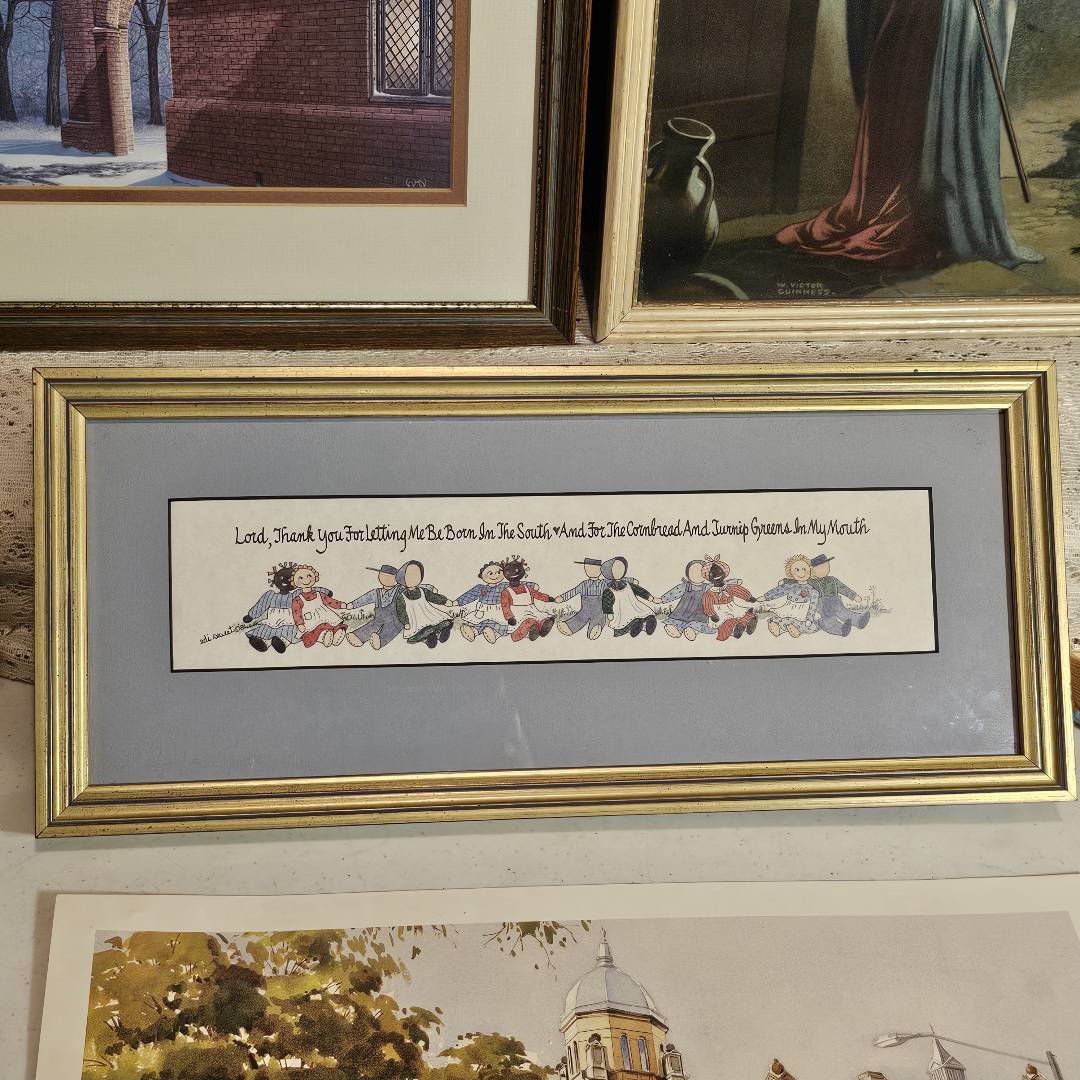 W. VICTOR
GUINNESS-
Lord, Thank You For Letting Me Be Born In The South ♥ And For The Cornbread And Turnip Greens In My Mouth